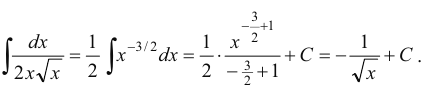 ∫ dx/(2x√x) = 1/2 ∫ x^(-3/2) dx = 1/2 · x^(-3/2+1)/(-3/2+1) + C = -1/√x + C .